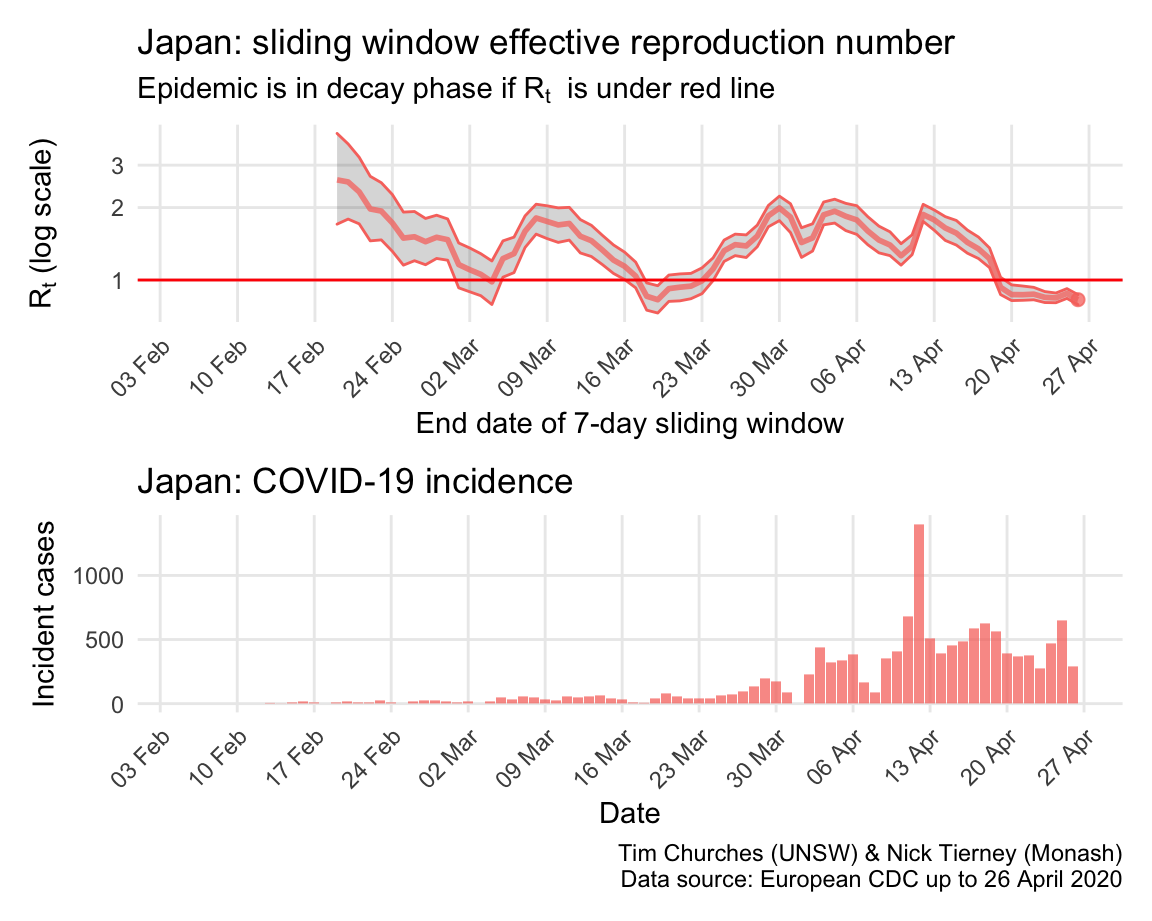 Japan: sliding window effective reproduction number
Epidemic is in decay phase if Rt is under red line
Rt (log scale)
3
2
1
03 Feb
10 Feb
17 Feb
24 Feb
02 Mar
09 Mar
16 Mar
23 Mar
30 Mar
06 Apr
13 Apr
20 Apr
27 Apr
End date of 7-day sliding window
Japan: COVID-19 incidence
Incident cases
1000
500
0
03 Feb
10 Feb
17 Feb
24 Feb
02 Mar
09 Mar
16 Mar
23 Mar
30 Mar
06 Apr
13 Apr
20 Apr
27 Apr
Date
Tim Churches (UNSW) & Nick Tierney (Monash)
Data source: European CDC up to 26 April 2020